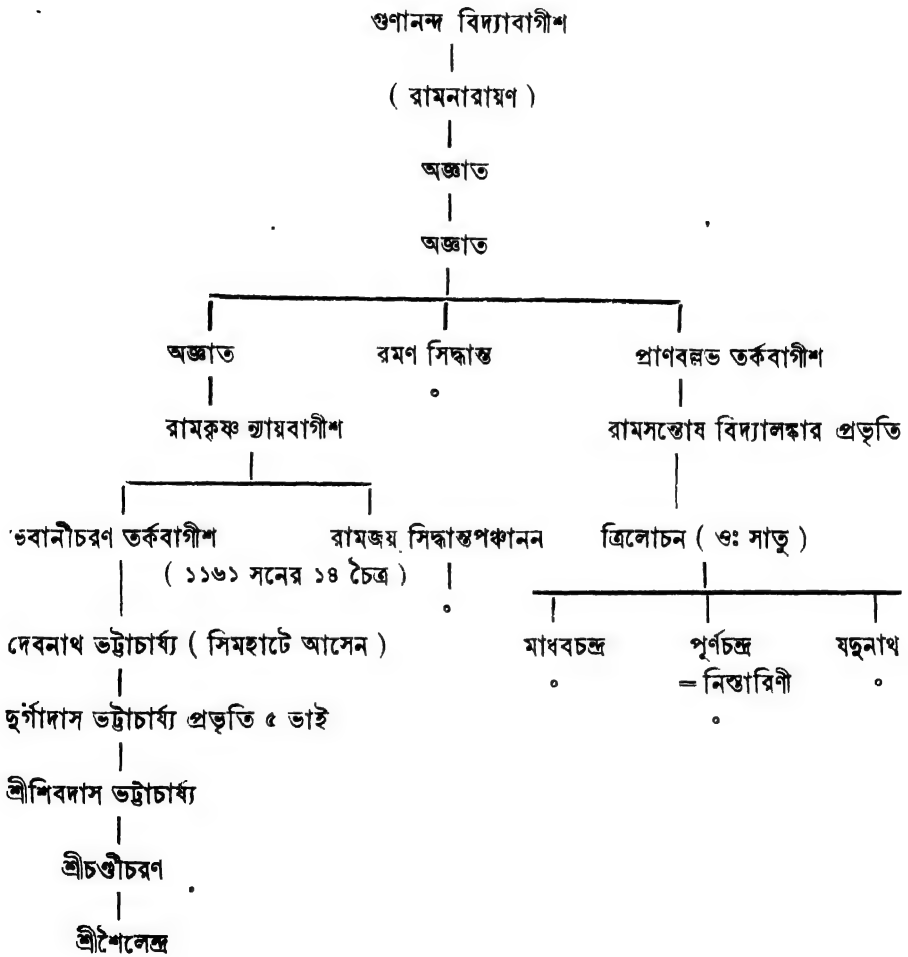 গুণানন্দ বিদ্যাবাগীশ
( রামনারায়ণ )
অজ্ঞাত
অজ্ঞাত
অজ্ঞাত রমণ সিদ্ধান্ত প্রাণবল্লভ তর্কবাগীশ
রামকৃষ্ণ ন্যায়বাগীশ রামসন্তোষ বিদ্যালঙ্কার প্রভৃতি
ভবানীচরণ তর্কবাগীশ রামজয় সিদ্ধান্তপঞ্চানন ত্রিলোচন ( ওঃ সাতু )
( ১১৬১ সনের ১৪ চৈত্র )
দেবনাথ ভট্টাচার্য্য ( সিমহাটে আসেন ) মাধবচন্দ্র পূর্ণচন্দ্র যদুনাথ
= নিস্তারিণী
দুর্গাদাস ভট্টাচার্য্য প্রভৃতি ৫ ভাই
শ্রীশিবদাস ভট্টাচার্য্য
শ্রীচণ্ডীচরণ
শ্রীশৈলেন্দ্র